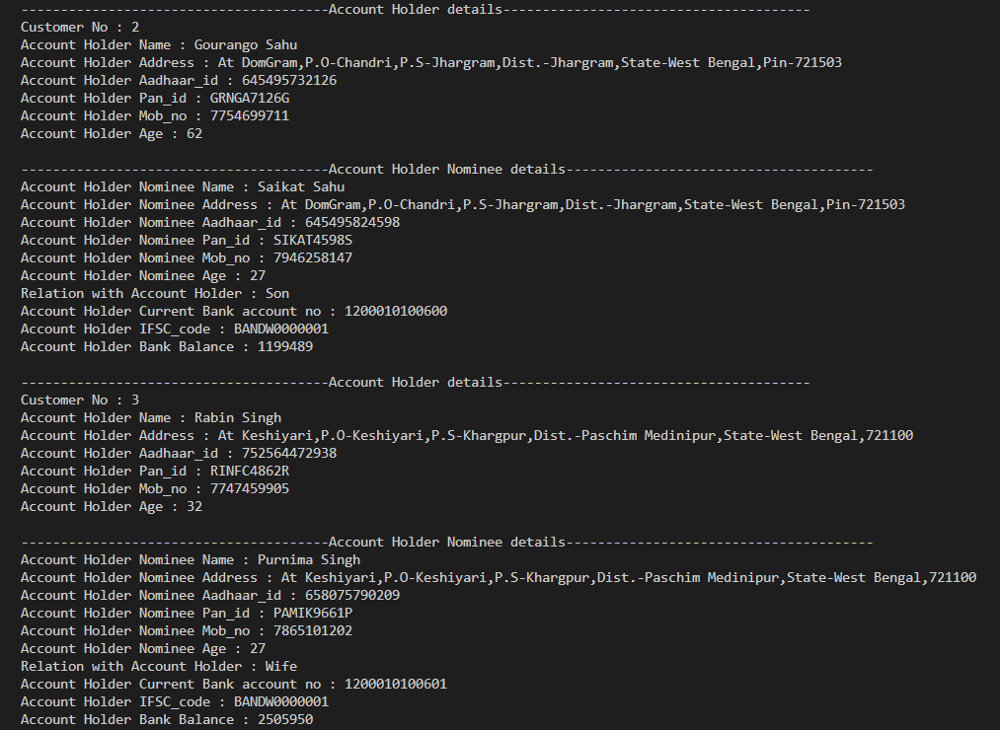 ---------------------------------------Account Holder details---------------------------------------
Customer No : 2
Account Holder Name : Gourango Sahu
Account Holder Address : At DomGram,P.O-Chandri,P.S-Jhargram,Dist.-Jhargram,State-West Bengal,Pin-721503
Account Holder Aadhaar_id : 645495732126
Account Holder Pan_id : GRNGA7126G
Account Holder Mob_no : 7754699711
Account Holder Age : 62
---------------------------------------Account Holder Nominee details---------------------------------------
Account Holder Nominee Name : Saikat Sahu
Account Holder Nominee Address : At DomGram,P.O-Chandri,P.S-Jhargram,Dist.-Jhargram,State-West Bengal,Pin-721503
Account Holder Nominee Aadhaar_id : 645495824598
Account Holder Nominee Pan_id : SIKAT4598S
Account Holder Nominee Mob_no : 7946258147
Account Holder Nominee Age : 27
Relation with Account Holder : Son
Account Holder Current Bank account no : 1200010100600
Account Holder IFSC_code : BANDW0000001
Account Holder Bank Balance : 1199489
---------------------------------------Account Holder details---------------------------------------
Customer No : 3
Account Holder Name : Rabin Singh
Account Holder Address : At Keshiyari,P.O-Keshiyari,P.S-Khargpur,Dist.-Paschim Medinipur,State-West Bengal,721100
Account Holder Aadhaar_id : 752564472938
Account Holder Pan_id : RINFC4862R
Account Holder Mob_no : 7747459905
Account Holder Age : 32
---------------------------------------Account Holder Nominee details---------------------------------------
Account Holder Nominee Name : Purnima Singh
Account Holder Nominee Address : At Keshiyari,P.O-Keshiyari,P.S-Khargpur,Dist.-Paschim Medinipur,State-West Bengal,721100
Account Holder Nominee Aadhaar_id : 658075790209
Account Holder Nominee Pan_id : PAMIK9661P
Account Holder Nominee Mob_no : 7865101202
Account Holder Nominee Age : 27
Relation with Account Holder : Wife
Account Holder Current Bank account no : 1200010100601
Account Holder IFSC_code : BANDW0000001
Account Holder Bank Balance : 2505950